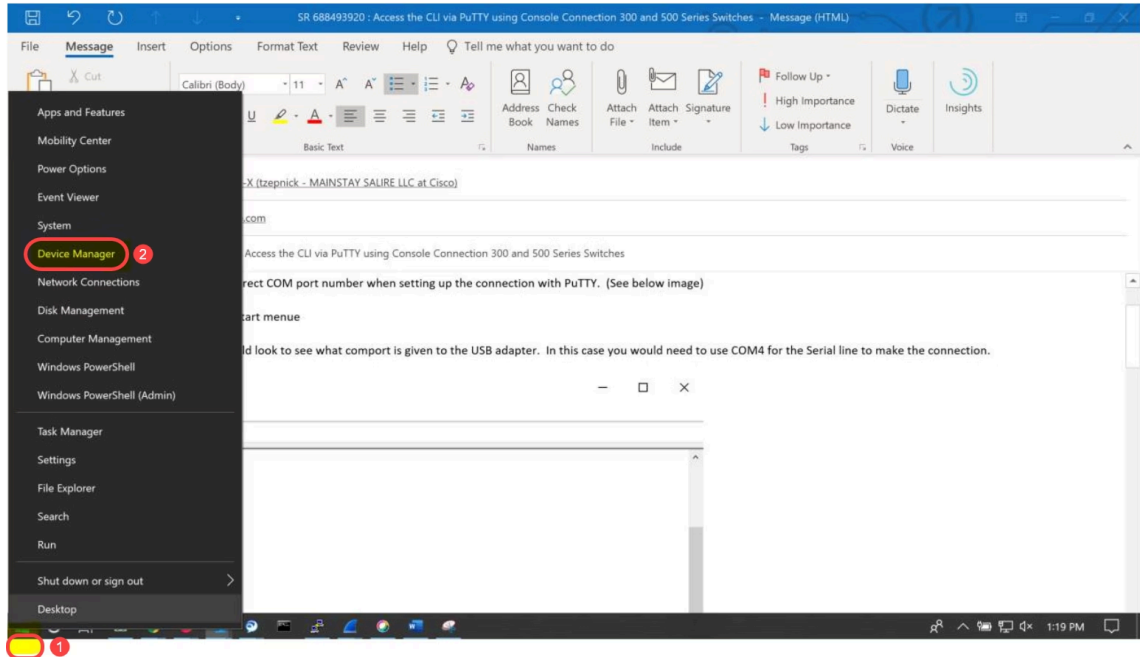 SR 688493920 : Access the CLI via PuTTY using Console Connection 300 and 500 Series Switches - Message (HTML)
File Message Insert Options Format Text Review Help Tell me what you want to do
Cut
Calibri (Body) 11
Address Book
Check Names
Attach File
Attach Item
Signature
Follow Up
High Importance
Low Importance
Dictate
Insights
Basic Text Names Include Tags Voice
-X (tzepnick - MAINSTAY SALIRE LLC at Cisco)
.com
Access the CLI via PuTTY using Console Connection 300 and 500 Series Switches
rect COM port number when setting up the connection with PuTTY. (See below image)
art menue
ld look to see what comport is given to the USB adapter. In this case you would need to use COM4 for the Serial line to make the connection.
Apps and Features
Mobility Center
Power Options
Event Viewer
System
Device Manager 2
Network Connections
Disk Management
Computer Management
Windows PowerShell
Windows PowerShell (Admin)
Task Manager
Settings
File Explorer
Search
Run
Shut down or sign out
Desktop
1:19 PM
1